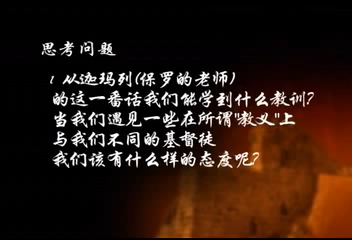 思考问题
1 从迦玛列(保罗的老师)
的这一番话我们能学到什么教训?
当我们遇见一些在所谓"教义"上
与我们不同的基督徒
我们该有什么样的态度呢?